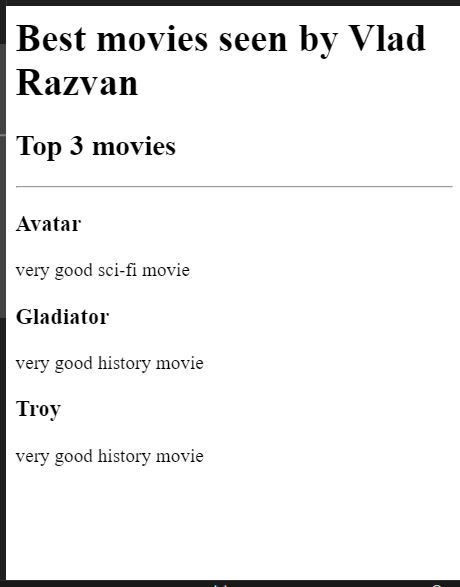 Best movies seen by Vlad
Razvan
Top 3 movies
Avatar
very good sci-fi movie
Gladiator
very good history movie
Troy
very good history movie